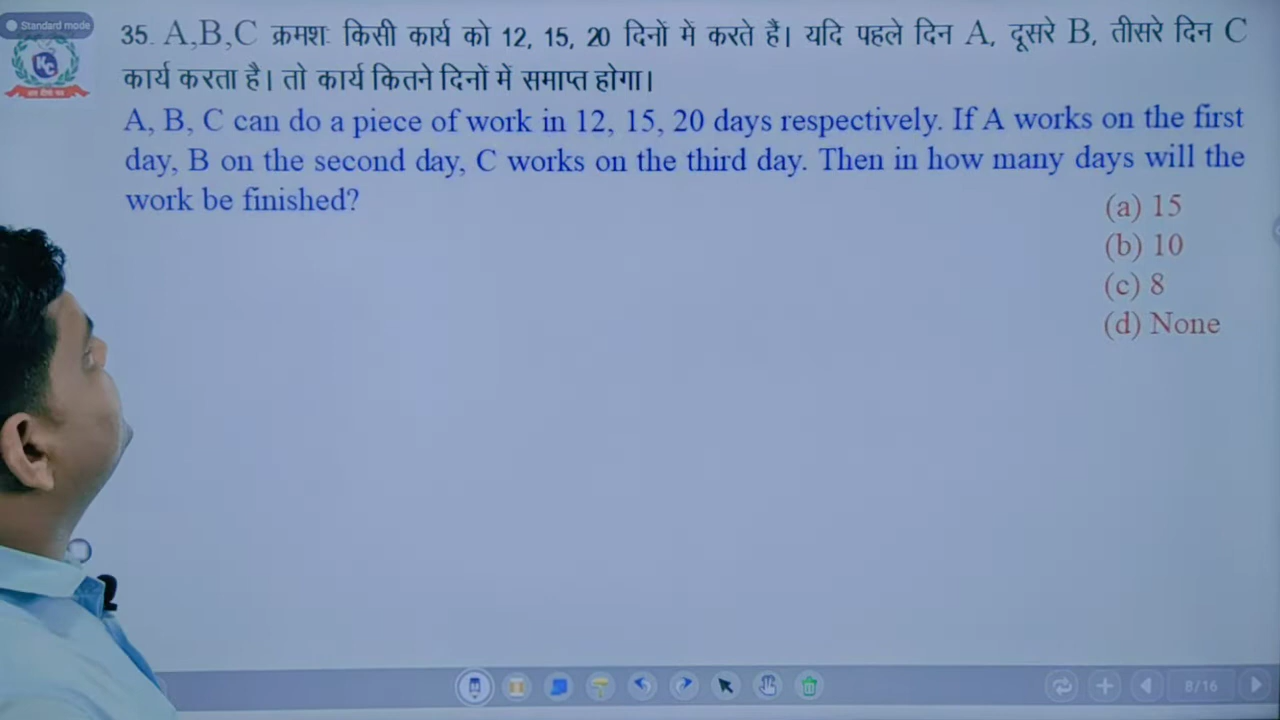 Standard mode
35. A,B,C क्रमशः किसी कार्य को 12, 15, 20 दिनों में करते हैं। यदि पहले दिन A, दूसरे B, तीसरे दिन C
कार्य करता है। तो कार्य कितने दिनों में समाप्त होगा।
A, B, C can do a piece of work in 12, 15, 20 days respectively. If A works on the first
day, B on the second day, C works on the third day. Then in how many days will the
work be finished?
(a) 15
(b) 10
(c) 8
(d) None
KC
8/16